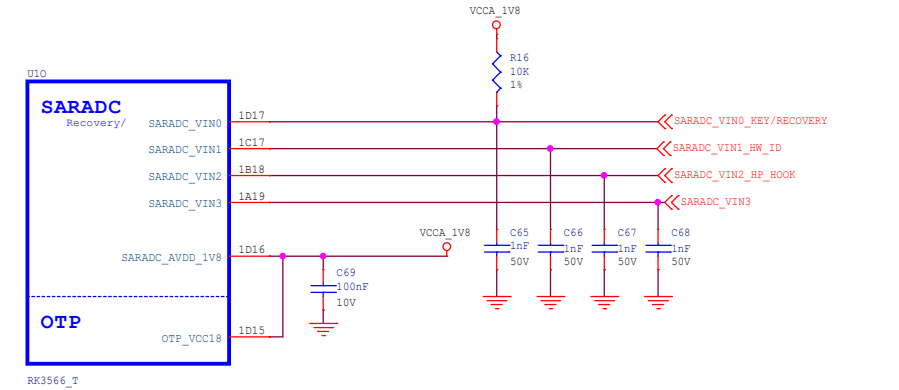 VCCA_1V8
R16
10K
1%
U1O
SARADC
Recovery/
SARADC_VIN0
1D17
SARADC_VIN0_KEY/RECOVERY
SARADC_VIN1
1C17
SARADC_VIN1_HW_ID
SARADC_VIN2
1B18
SARADC_VIN2_HP_HOOK
SARADC_VIN3
1A19
SARADC_VIN3
VCCA_1V8
C65
1nF
50V
C66
1nF
50V
C67
1nF
50V
C68
1nF
50V
SARADC_AVDD_1V8
1D16
C69
100nF
10V
OTP
OTP_VCC18
1D15
RK3566_T